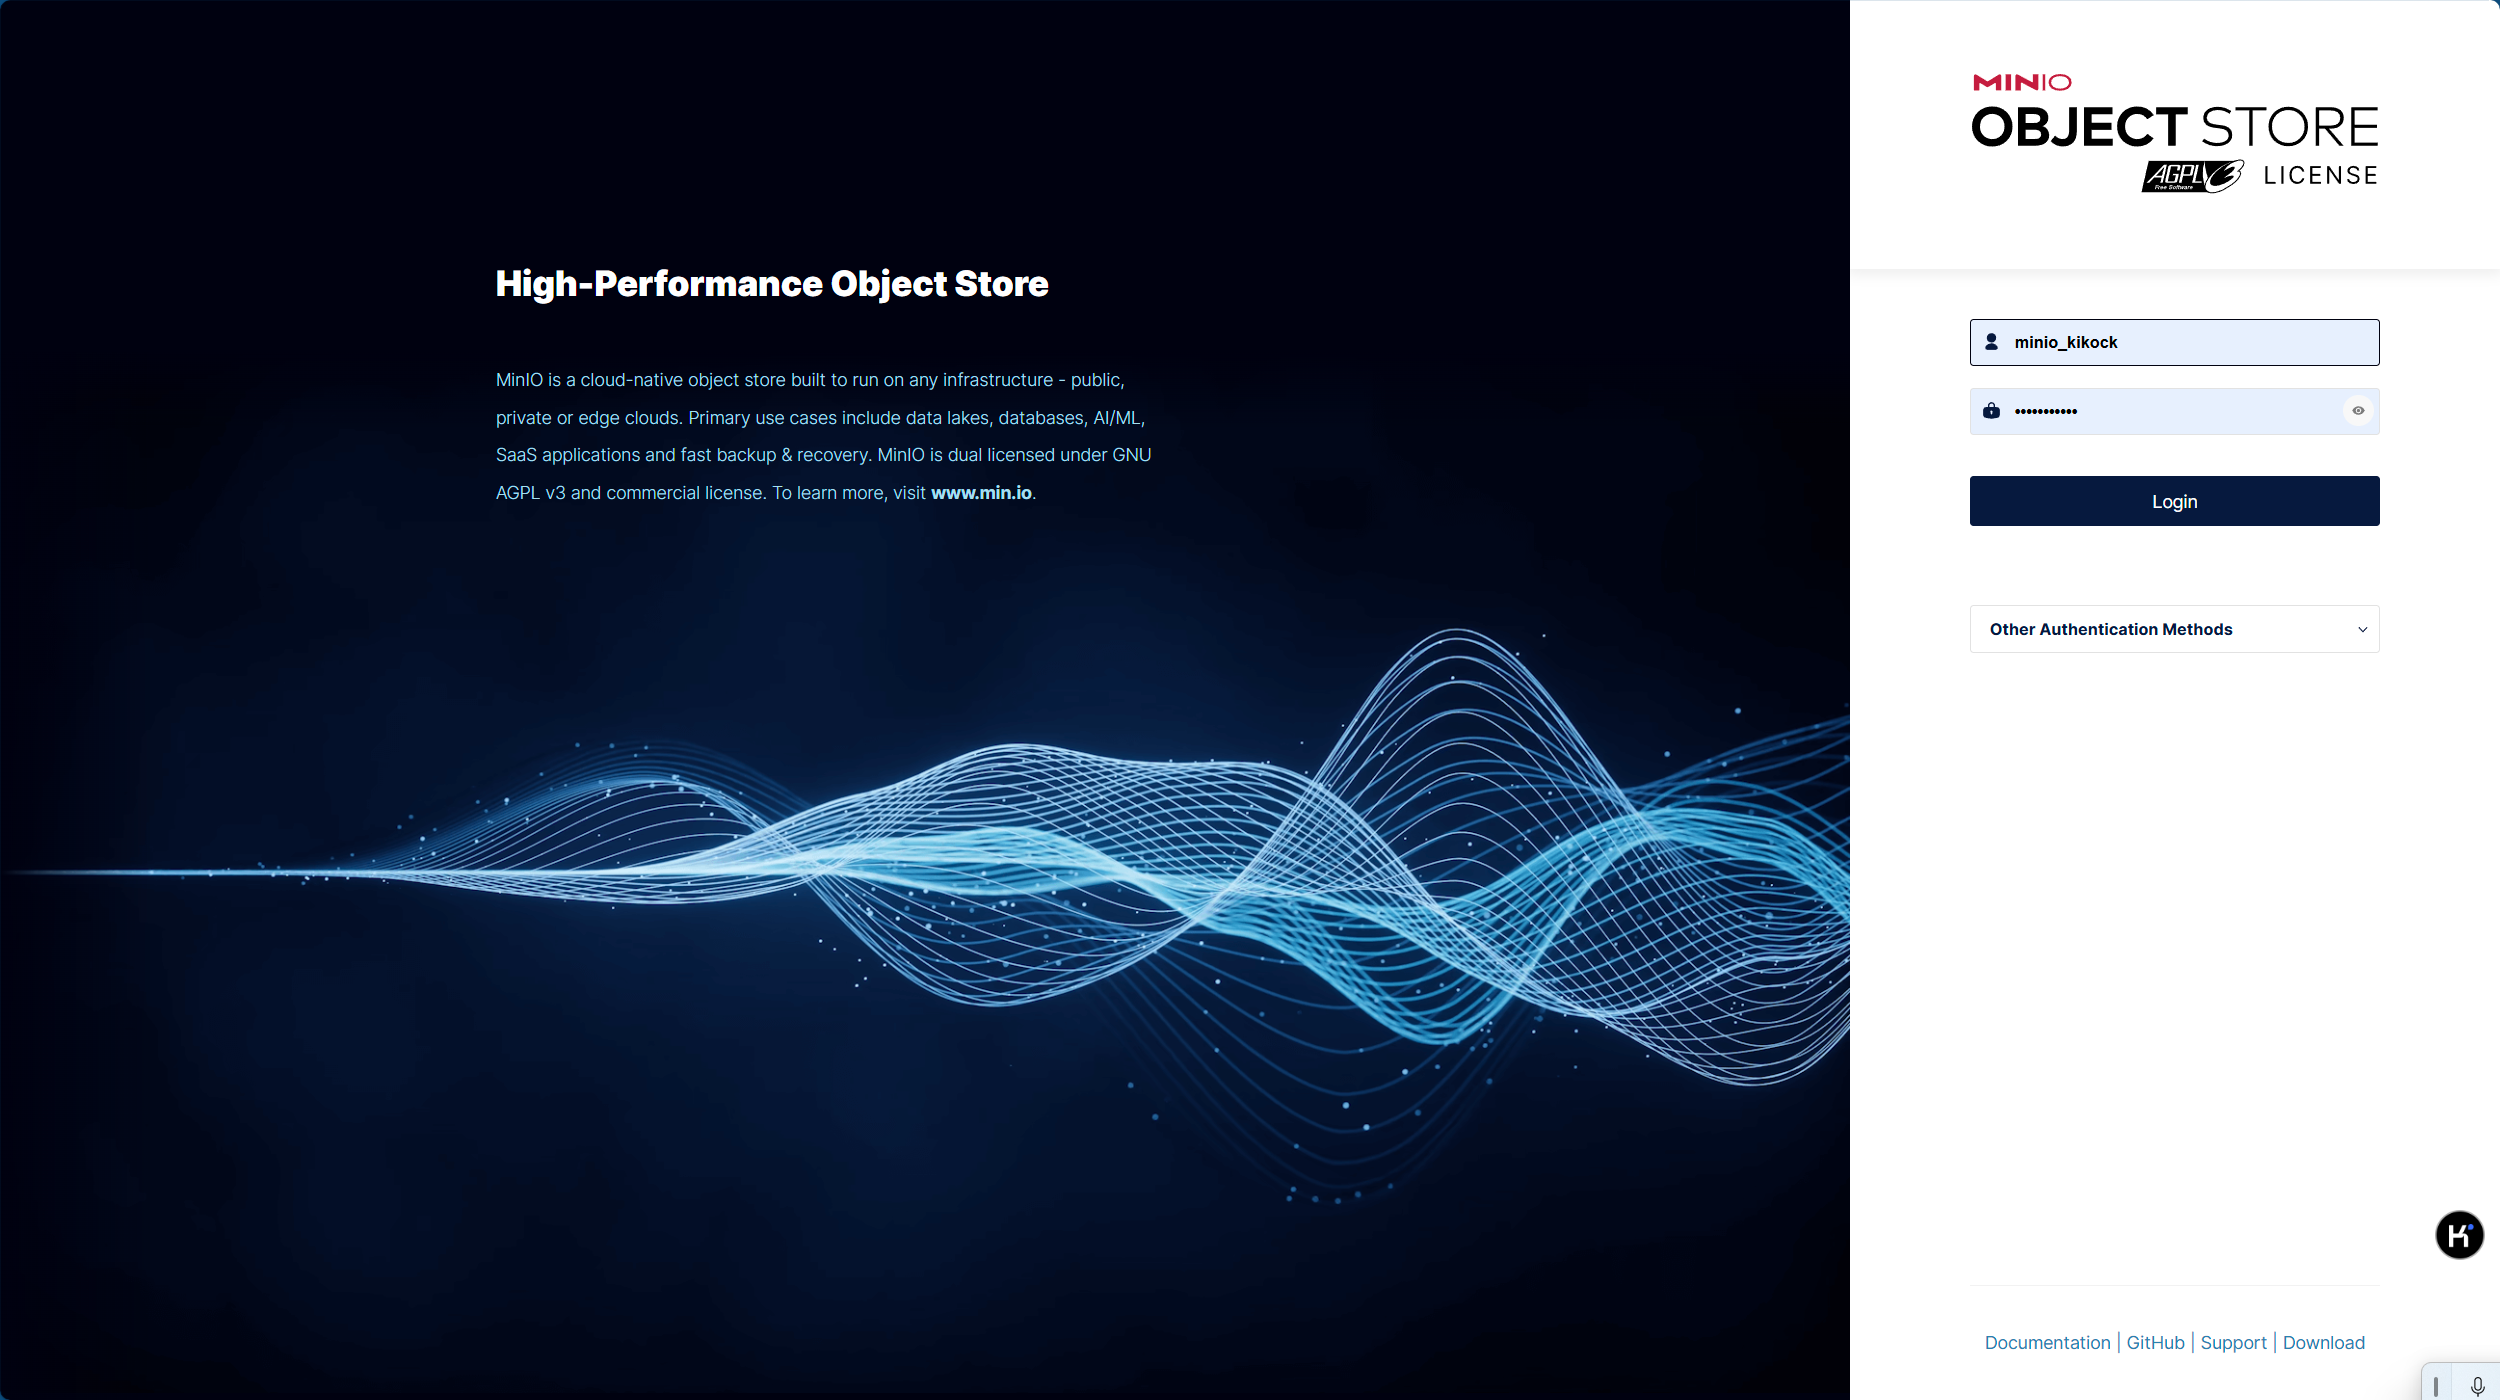 High-Performance Object Store
MinIO is a cloud-native object store built to run on any infrastructure - public,
private or edge clouds. Primary use cases include data lakes, databases, AI/ML,
SaaS applications and fast backup & recovery. MinIO is dual licensed under GNU
AGPL v3 and commercial license. To learn more, visit www.min.io.
MINIO
OBJECT STORE
AGPL 3 LICENSE
Free Software
minio_kikock
•••••••••••
Login
Other Authentication Methods
K
Documentation | GitHub | Support | Download